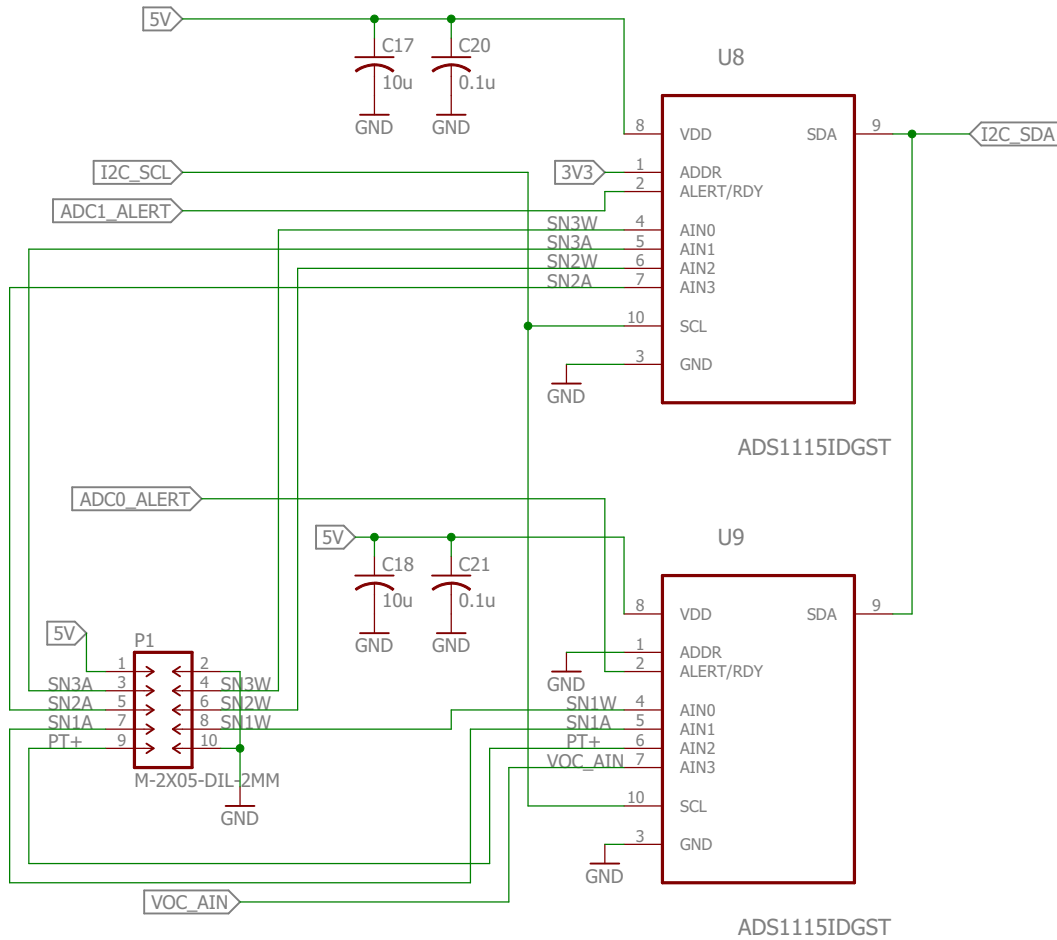 5V
C17
C20
10u
0.1u
GND
GND
U8
8
VDD
SDA
9
I2C_SDA
I2C_SCL
3V3
1
ADDR
2
ALERT/RDY
ADC1_ALERT
SN3W
4
AIN0
SN3A
5
AIN1
SN2W
6
AIN2
SN2A
7
AIN3
10
SCL
3
GND
GND
ADS1115IDGST
ADC0_ALERT
5V
C18
C21
10u
0.1u
GND
GND
U9
8
VDD
SDA
9
1
ADDR
2
ALERT/RDY
GND
SN1W
4
AIN0
SN1A
5
AIN1
PT+
6
AIN2
VOC_AIN
7
AIN3
10
SCL
3
GND
GND
ADS1115IDGST
5V
P1
1
2
SN3A
3
4
SN3W
SN2A
5
6
SN2W
SN1A
7
8
SN1W
PT+
9
10
M-2X05-DIL-2MM
GND
VOC_AIN